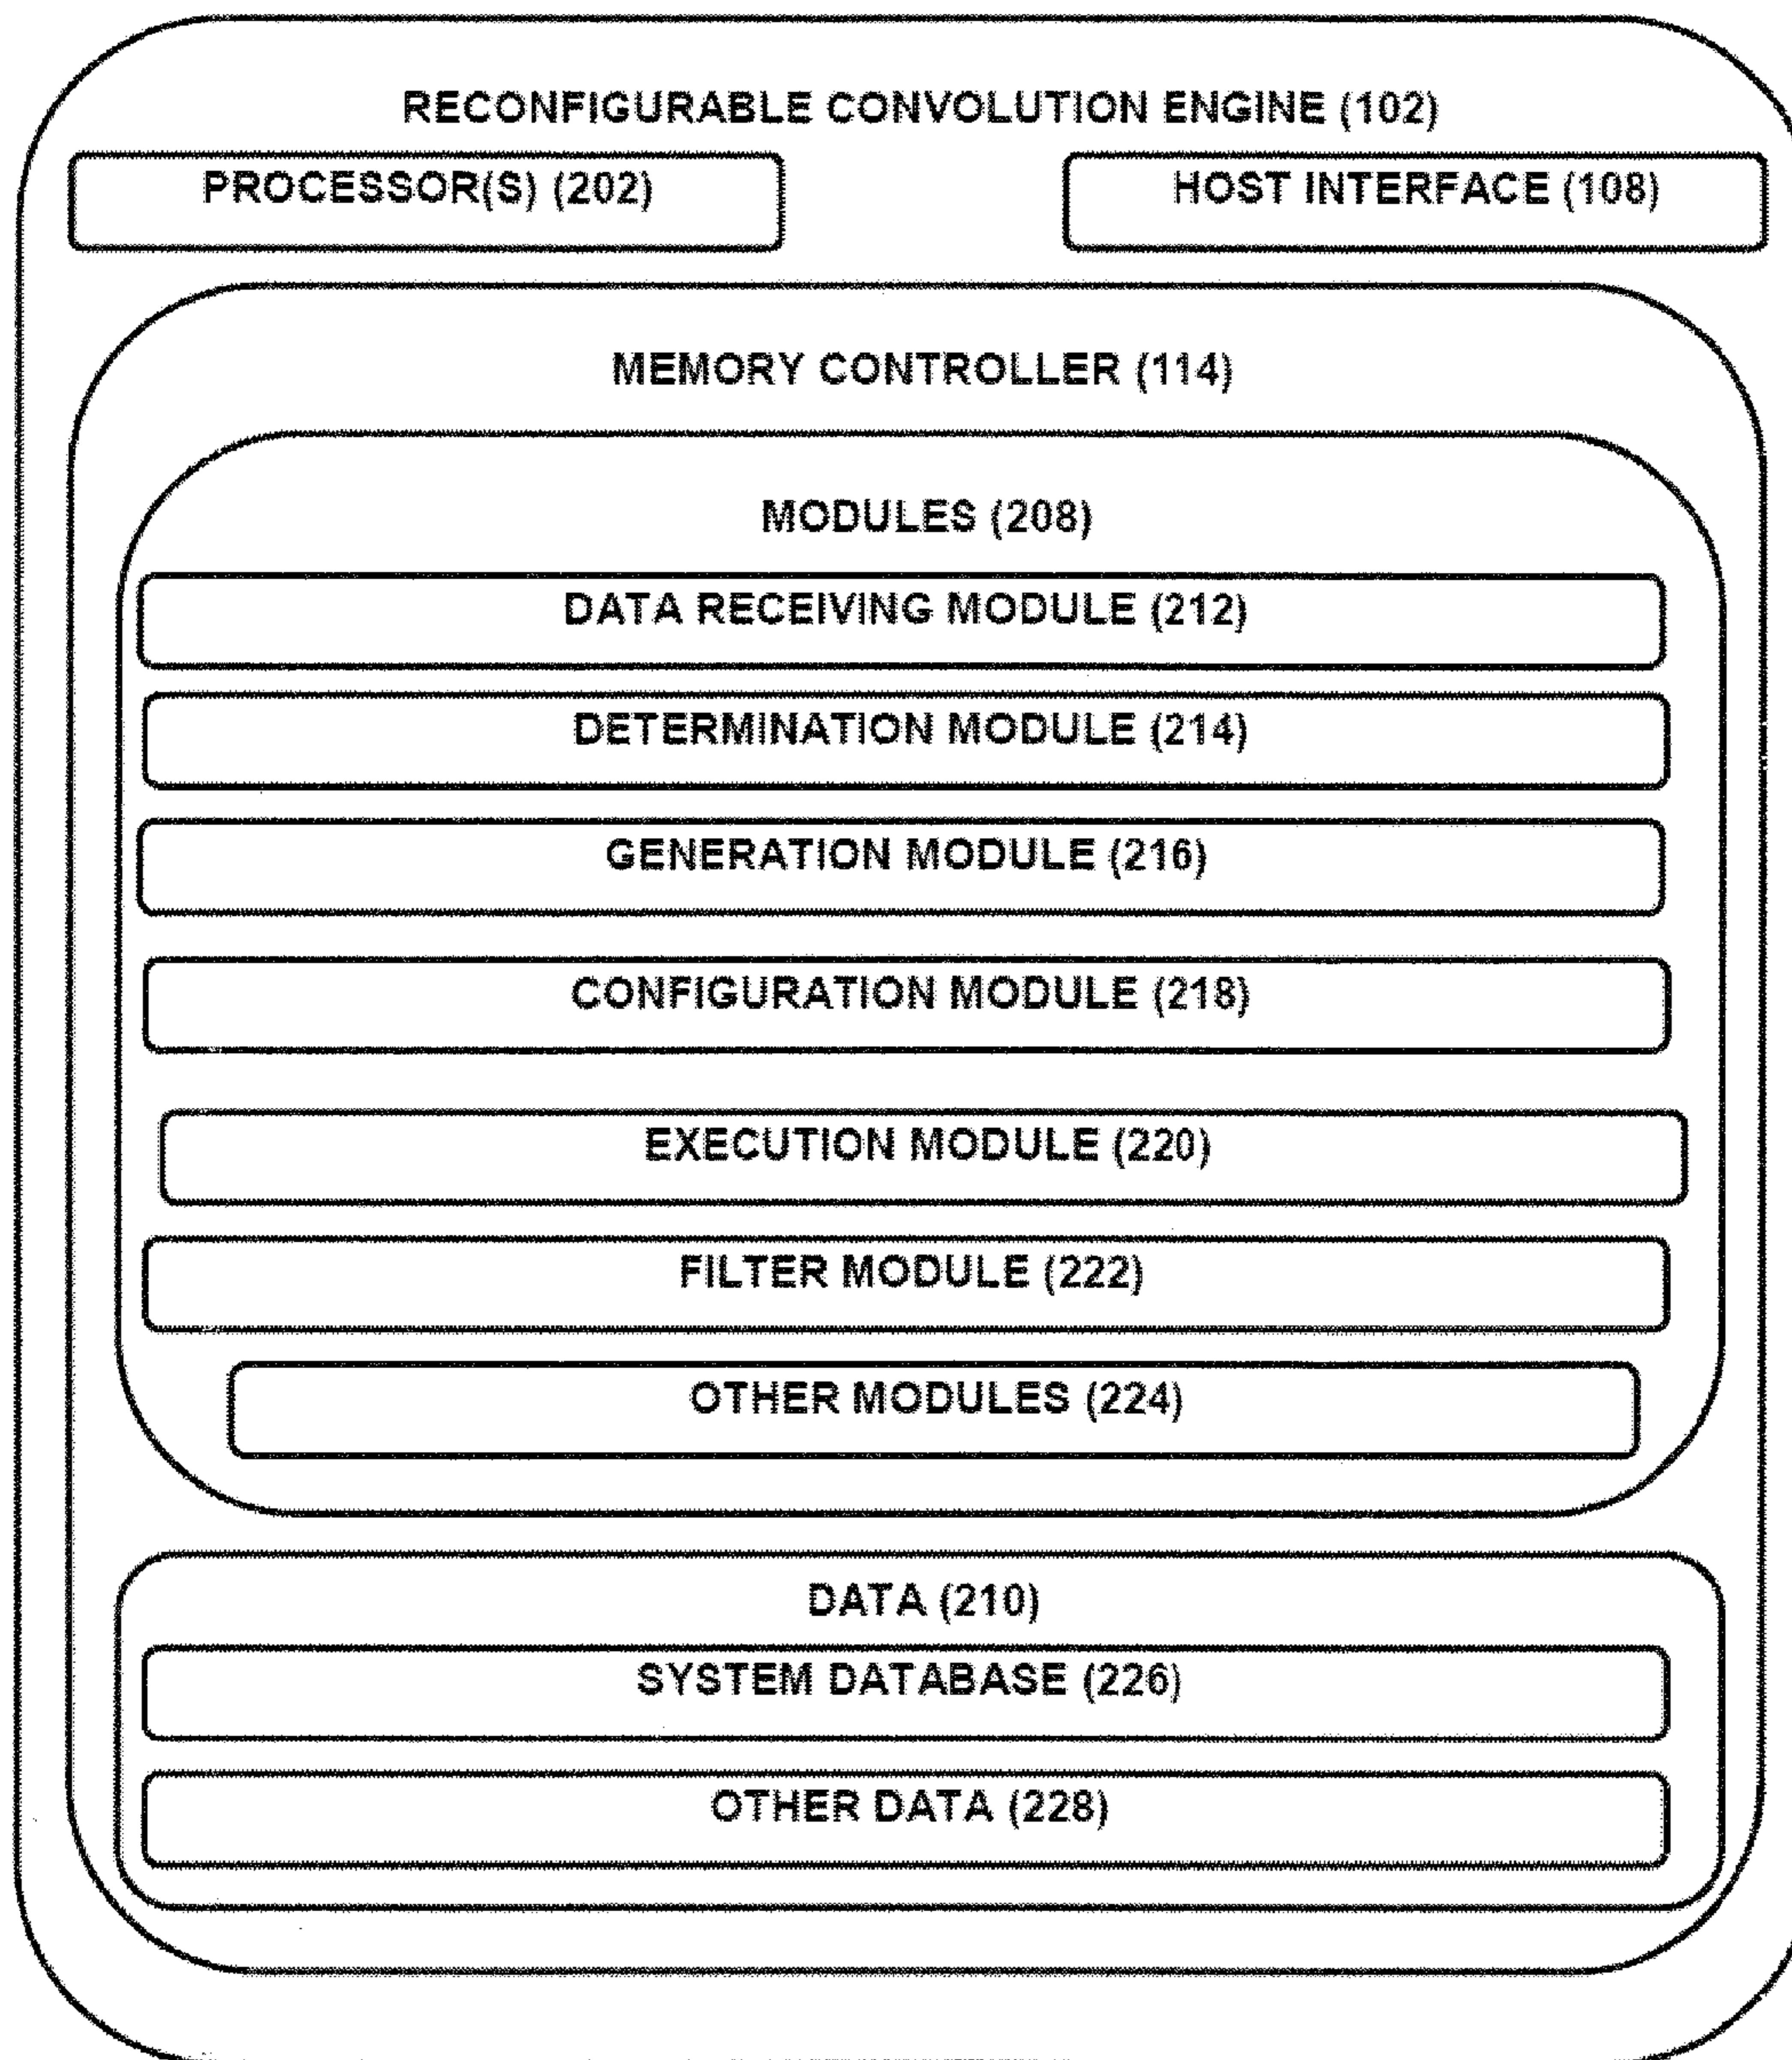 RECONFIGURABLE CONVOLUTION ENGINE (102)
PROCESSOR(S) (202)
HOST INTERFACE (108)
MEMORY CONTROLLER (114)
MODULES (208)
DATA RECEIVING MODULE (212)
DETERMINATION MODULE (214)
GENERATION MODULE (216)
CONFIGURATION MODULE (218)
EXECUTION MODULE (220)
FILTER MODULE (222)
OTHER MODULES (224)
DATA (210)
SYSTEM DATABASE (226)
OTHER DATA (228)